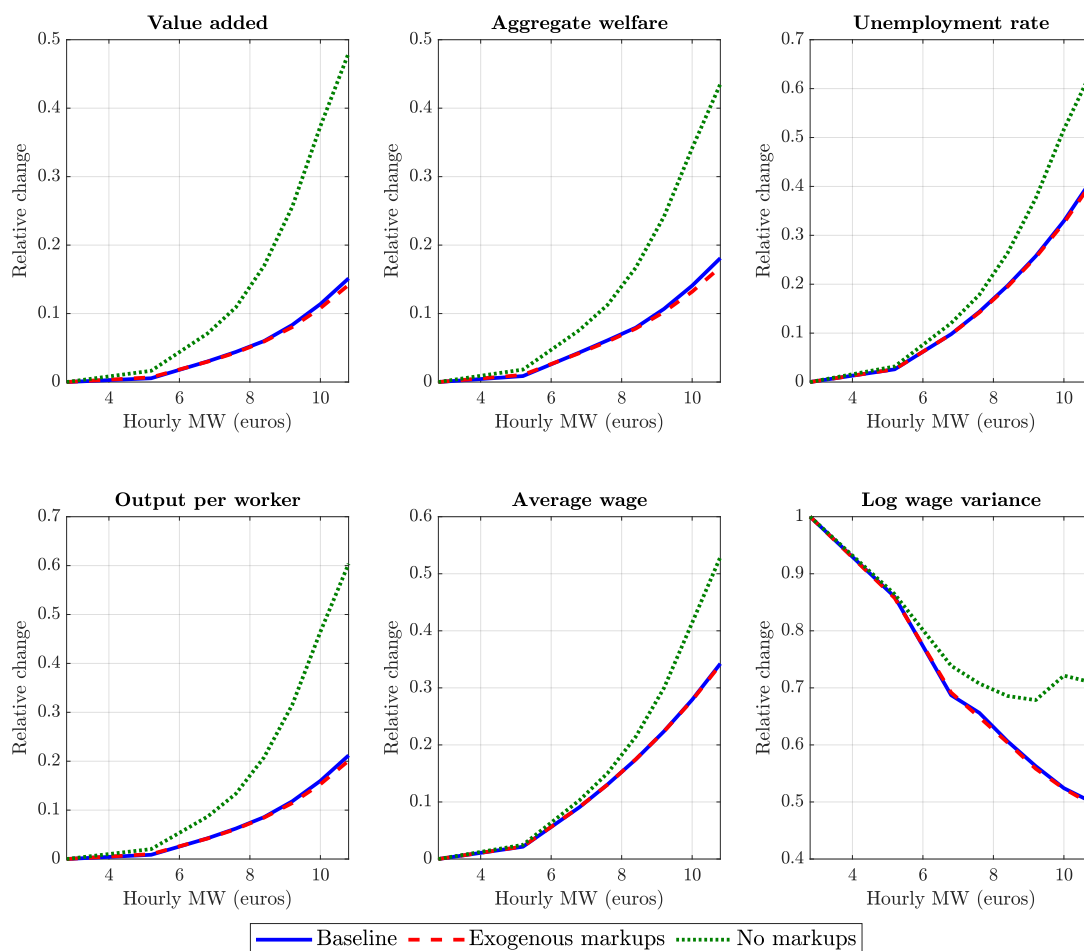 Value added
Aggregate welfare
Unemployment rate
0.5
0.4
0.3
0.2
0.1
0
Relative change
4 6 8 10
Hourly MW (euros)
0.5
0.4
0.3
0.2
0.1
0
Relative change
4 6 8 10
Hourly MW (euros)
0.7
0.6
0.5
0.4
0.3
0.2
0.1
0
Relative change
4 6 8 10
Hourly MW (euros)
Output per worker
Average wage
Log wage variance
0.7
0.6
0.5
0.4
0.3
0.2
0.1
0
Relative change
4 6 8 10
Hourly MW (euros)
0.6
0.5
0.4
0.3
0.2
0.1
0
Relative change
4 6 8 10
Hourly MW (euros)
1
0.9
0.8
0.7
0.6
0.5
0.4
Relative change
4 6 8 10
Hourly MW (euros)
Baseline Exogenous markups No markups